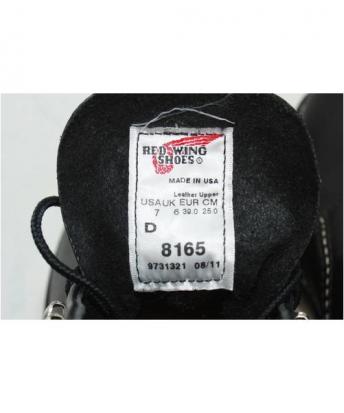 RED WING
SHOES®
MADE IN USA
Leather Upper
USA UK EUR CM
7 6 39.0 25.0
D
8165
9731321 08/11